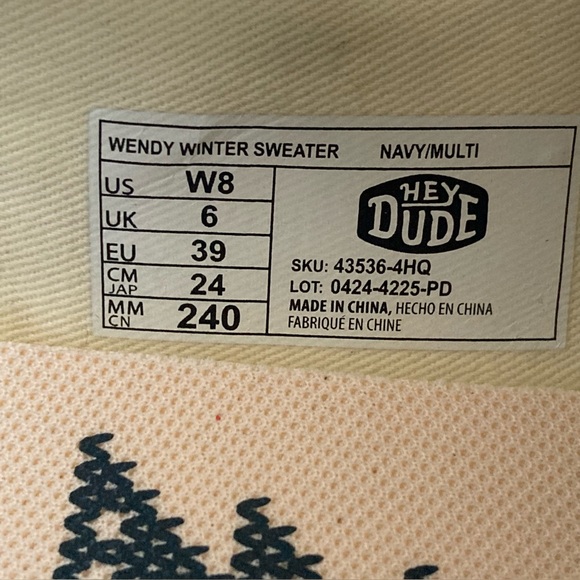 WENDY WINTER SWEATER NAVY/MULTI
US W8
UK 6
EU 39
CM JAP 24
MM CN 240
HEY DUDE
SKU: 43536-4HQ
LOT: 0424-4225-PD
MADE IN CHINA, HECHO EN CHINA
FABRIQUÉ EN CHINE